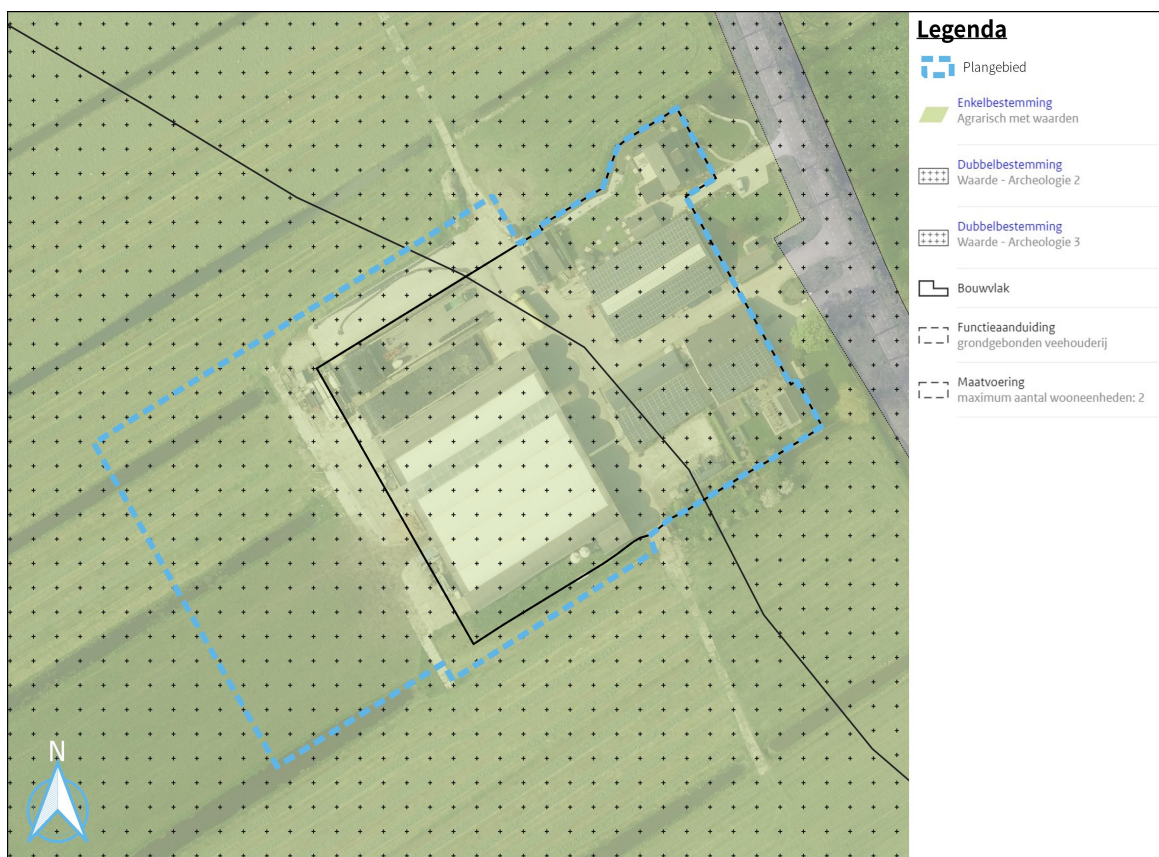 Legenda
Plangebied
Enkelbestemming
Agrarisch met waarden
Dubbelbestemming
Waarde - Archeologie 2
Dubbelbestemming
Waarde - Archeologie 3
Bouwvlak
Functieaanduiding
grondgebonden veehouderij
Maatvoering
maximum aantal wooneenheden: 2
N